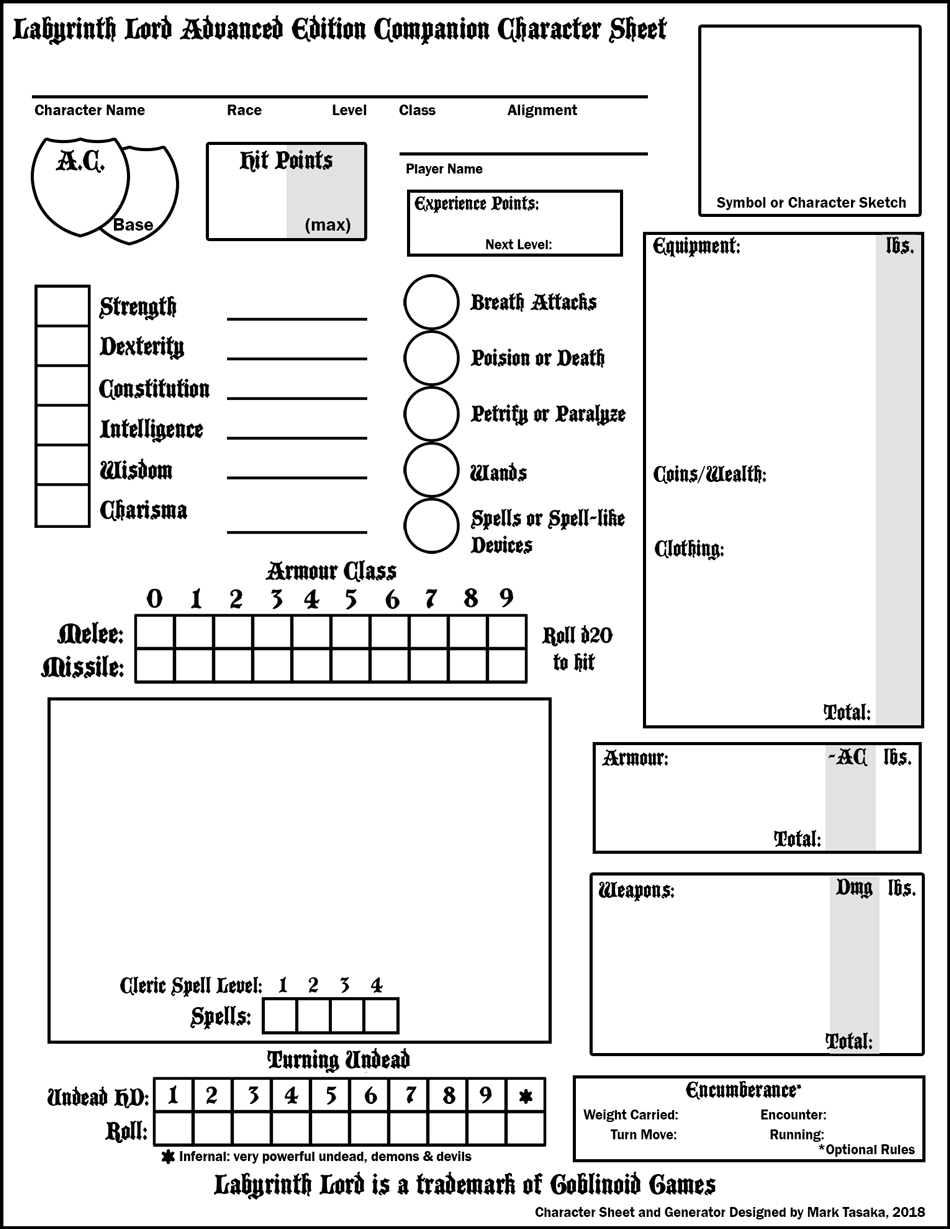 Labyrinth Lord Advanced Edition Companion Character Sheet
Character Name Race Level Class Alignment
Player Name
Symbol or Character Sketch
A.C.
Base
Hit Points
(max)
Experience Points:
Next Level:
Strength
Dexterity
Constitution
Intelligence
Wisdom
Charisma
Breath Attacks
Poision or Death
Petrify or Paralyze
Wands
Spells or Spell-like
Devices
Equipment: lbs.
Coins/Wealth:
Clothing:
Total:
Armour Class
0 1 2 3 4 5 6 7 8 9
Melee:
Missile:
Roll d20
to hit
Armour: -AC lbs.
Total:
Weapons: Dmg lbs.
Total:
Cleric Spell Level: 1 2 3 4
Spells:
Turning Undead
Undead HD: 1 2 3 4 5 6 7 8 9 *
Roll:
* Infernal: very powerful undead, demons & devils
Encumberance*
Weight Carried: Encounter:
Turn Move: Running:
*Optional Rules
Labyrinth Lord is a trademark of Goblinoid Games
Character Sheet and Generator Designed by Mark Tasaka, 2018